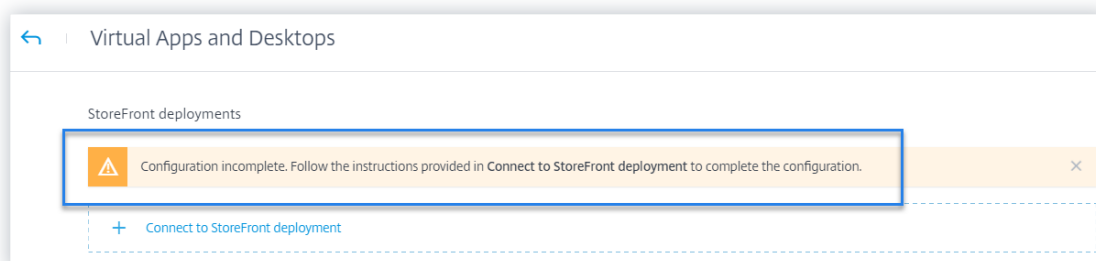 Virtual Apps and Desktops
StoreFront deployments
Configuration incomplete. Follow the instructions provided in Connect to StoreFront deployment to complete the configuration.
Connect to StoreFront deployment